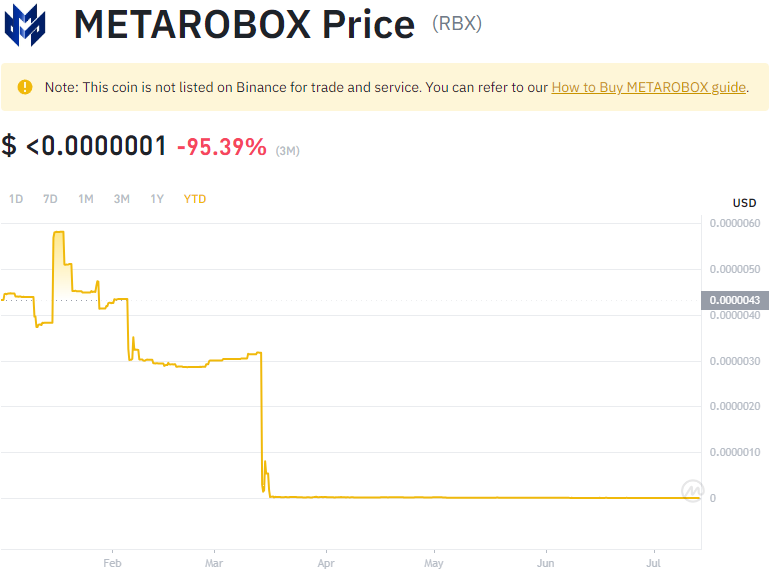 METAROBOX Price (RBX)
Note: This coin is not listed on Binance for trade and service. You can refer to our How to Buy METAROBOX guide.
$ <0.0000001 -95.39% (3M)
1D 7D 1M 3M 1Y YTD
USD
0.0000060
0.0000050
0.0000043
0.0000040
0.0000030
0.0000020
0.0000010
0
Feb Mar Apr May Jun Jul